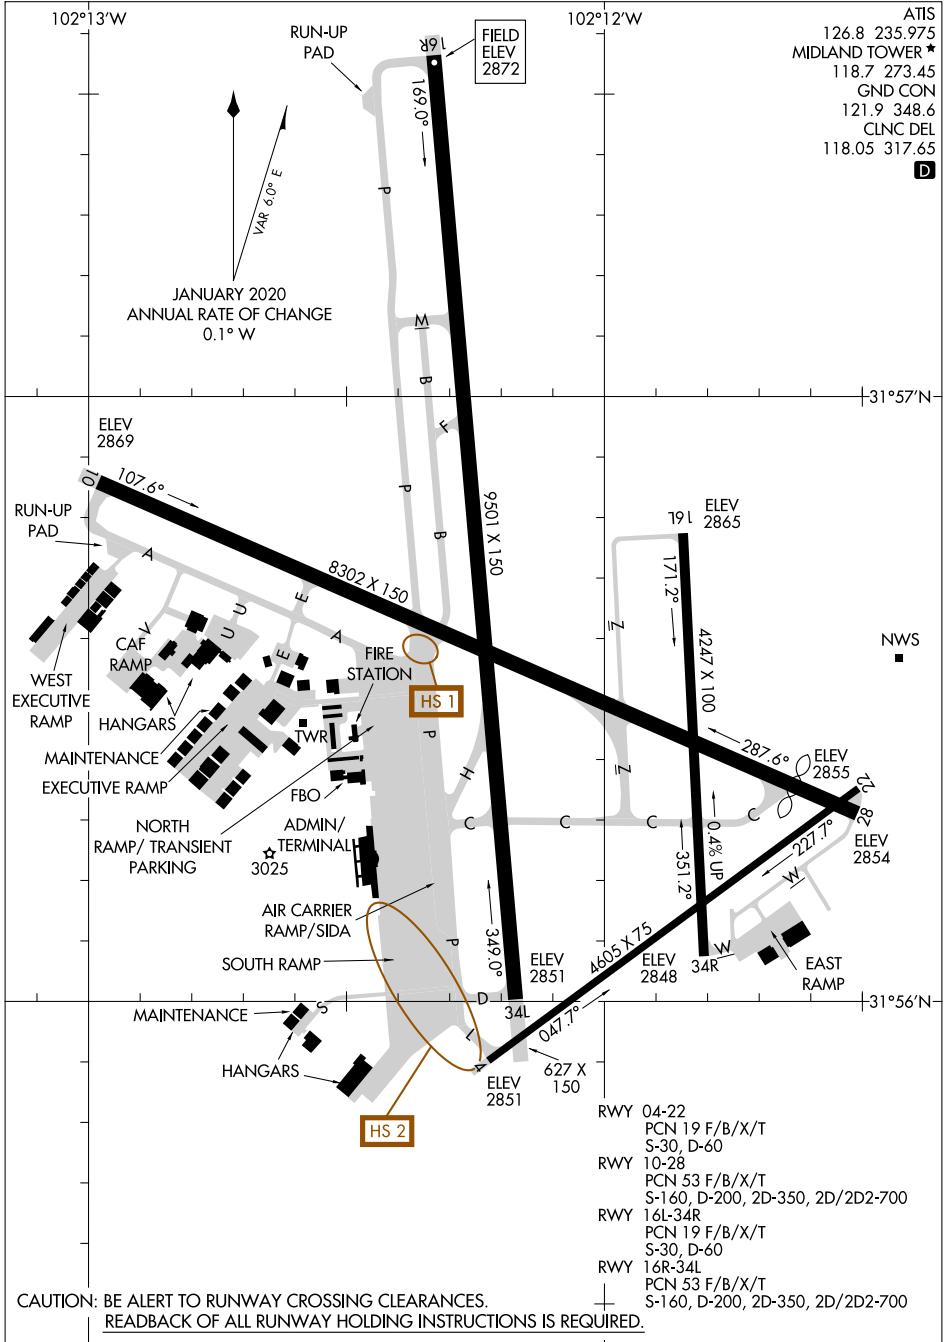 102°13'W
102°12'W
ATIS
126.8 235.975
MIDLAND TOWER ★
118.7 273.45
GND CON
121.9 348.6
CLNC DEL
118.05 317.65
D
RUN-UP
PAD
16R
FIELD
ELEV
2872
169.0°
VAR 6.0° E
P
JANUARY 2020
ANNUAL RATE OF CHANGE
0.1° W
M
B
31°57'N
F
ELEV
2869
10
107.6°
P
9501 X 150
RUN-UP
PAD
16L
ELEV
2865
A
B
8302 X 150
171.2°
E
U
U
V
A
E
Z
4247 X 100
NWS
CAF
RAMP
FIRE
STATION
WEST
EXECUTIVE
RAMP
HS 1
HANGARS
TWR
P
287.6°
MAINTENANCE
H
Z
ELEV
2855
EXECUTIVE RAMP
22
FBO
NORTH
RAMP/ TRANSIENT
PARKING
ADMIN/
TERMINAL
C
C
C
C
28
0.4% UP
227.7°
ELEV
2854
3025
351.2°
W
AIR CARRIER
RAMP/SIDA
349.0°
P
4605 X 75
SOUTH RAMP
ELEV
2851
ELEV
2848
34R
W
EAST
RAMP
D
31°56'N
MAINTENANCE
S
34L
047.7°
L
HANGARS
4
627 X
150
ELEV
2851
HS 2
RWY 04-22
PCN 19 F/B/X/T
S-30, D-60
RWY 10-28
PCN 53 F/B/X/T
S-160, D-200, 2D-350, 2D/2D2-700
RWY 16L-34R
PCN 19 F/B/X/T
S-30, D-60
RWY 16R-34L
PCN 53 F/B/X/T
S-160, D-200, 2D-350, 2D/2D2-700
CAUTION: BE ALERT TO RUNWAY CROSSING CLEARANCES.
READBACK OF ALL RUNWAY HOLDING INSTRUCTIONS IS REQUIRED.